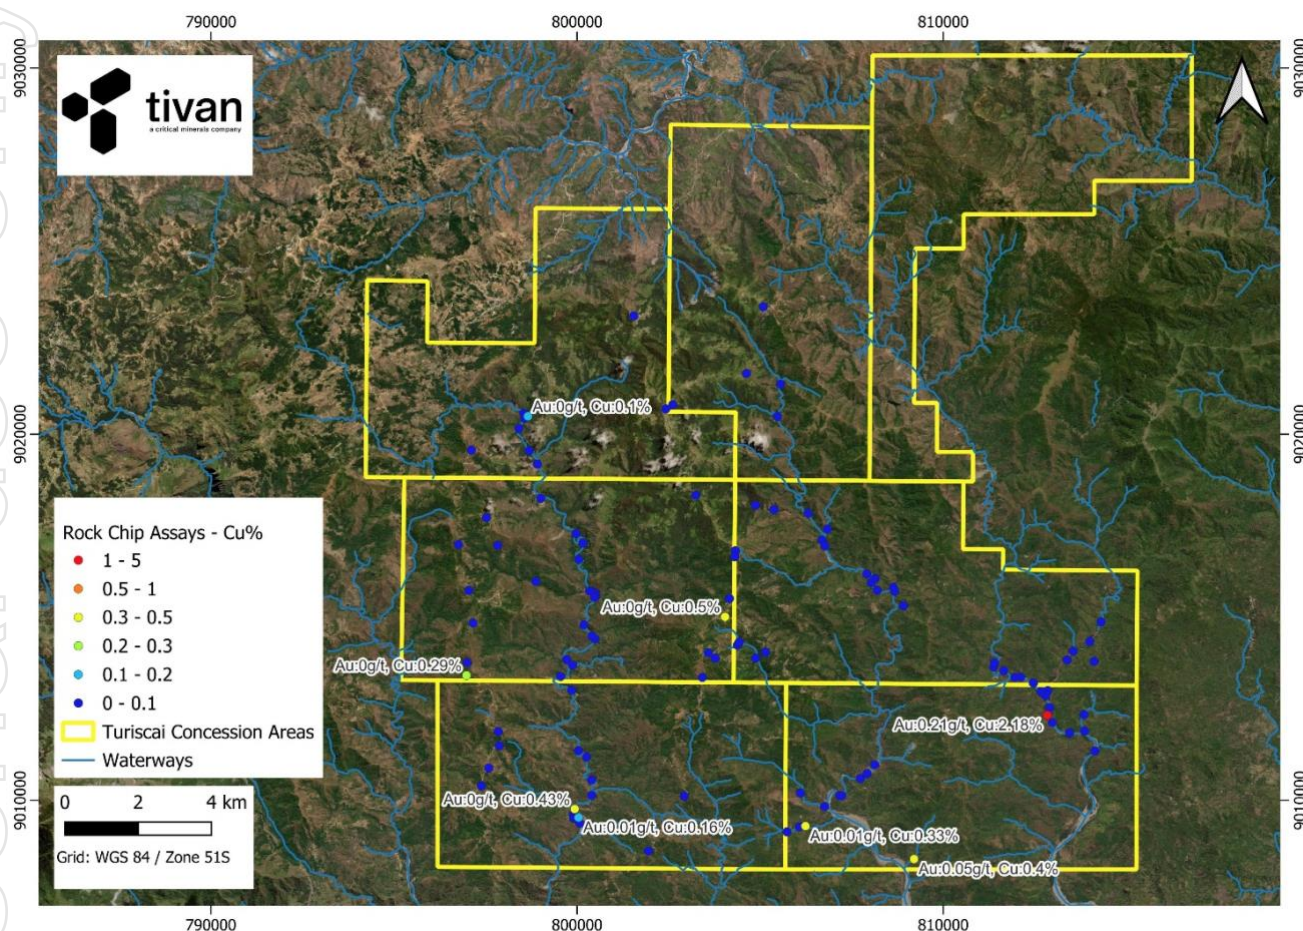 790000
800000
810000
9030000
9030000
tivan
a critical minerals company
Au:0g/t, Cu:0.1%
9020000
9020000
Rock Chip Assays - Cu%
1 - 5
0.5 - 1
0.3 - 0.5
0.2 - 0.3
0.1 - 0.2
0 - 0.1
Turiscai Concession Areas
Waterways
Au:0g/t, Cu:0.5%
Au:0g/t, Cu:0.29%
Au:0.21g/t, Cu:2.18%
Au:0g/t, Cu:0.43%
Au:0.01g/t, Cu:0.16%
Au:0.01g/t, Cu:0.33%
Au:0.05g/t, Cu:0.4%
0 2 4 km
Grid: WGS 84 / Zone 51S
9010000
9010000
790000
800000
810000